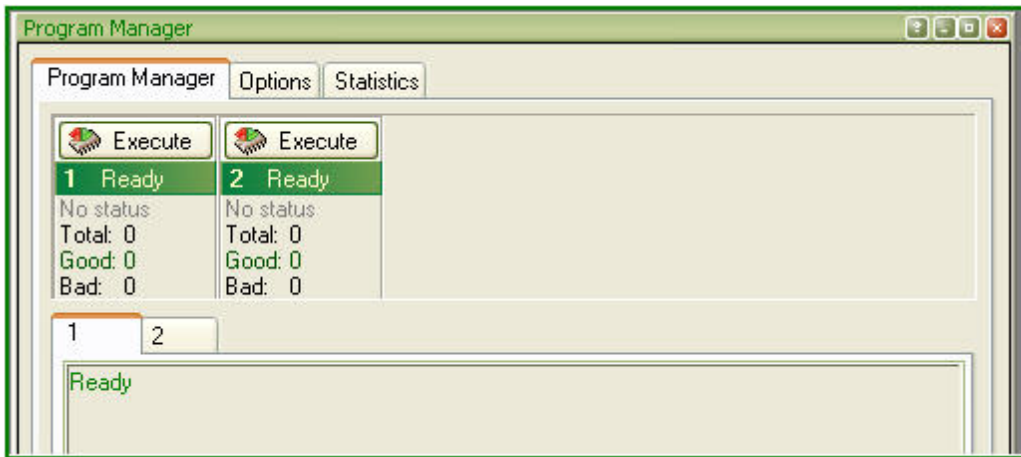 Program Manager
Program Manager Options Statistics
Execute Execute
1 Ready 2 Ready
No status No status
Total: 0 Total: 0
Good: 0 Good: 0
Bad: 0 Bad: 0
1 2
Ready